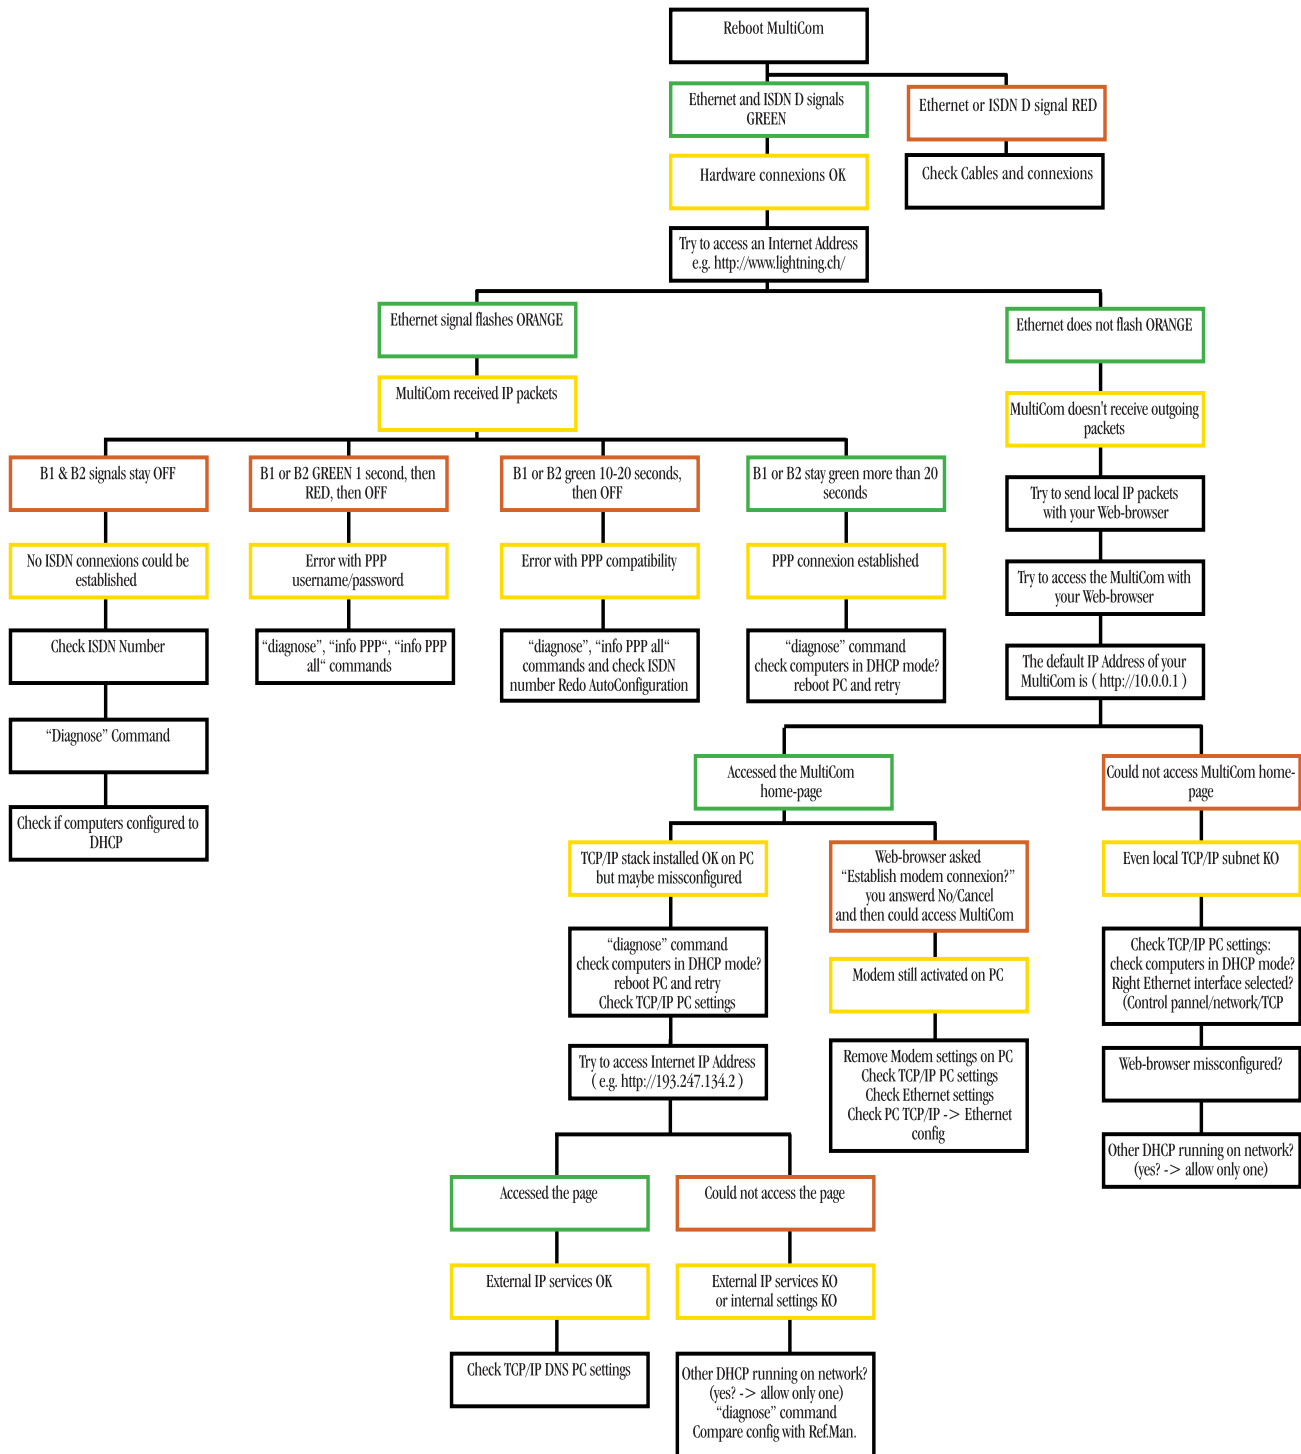 Reboot MultiCom
Ethernet and ISDN D signals
GREEN
Ethernet or ISDN D signal RED
Hardware connexions OK
Check Cables and connexions
Try to access an Internet Address
e.g. http://www.lightning.ch/
Ethernet signal flashes ORANGE
Ethernet does not flash ORANGE
MultiCom received IP packets
MultiCom doesn't receive outgoing
packets
B1 & B2 signals stay OFF
B1 or B2 GREEN 1 second, then
RED, then OFF
B1 or B2 green 10-20 seconds,
then OFF
B1 or B2 stay green more than 20
seconds
Try to send local IP packets
with your Web-browser
No ISDN connexions could be
established
Error with PPP
username/password
Error with PPP compatibility
PPP connexion established
Try to access the MultiCom with
your Web-browser
Check ISDN Number
“diagnose”, “info PPP“, “info PPP
all“ commands
“diagnose”, “info PPP all“
commands and check ISDN
number Redo AutoConfiguration
“diagnose” command
check computers in DHCP mode?
reboot PC and retry
The default IP Address of your
MultiCom is ( http://10.0.0.1 )
“Diagnose” Command
Check if computers configured to
DHCP
Accessed the MultiCom
home-page
Could not access MultiCom home-
page
TCP/IP stack installed OK on PC
but maybe missconfigured
Web-browser asked
“Establish modem connexion?”
you answerd No/Cancel
and then could access MultiCom
Even local TCP/IP subnet KO
“diagnose” command
check computers in DHCP mode?
reboot PC and retry
Check TCP/IP PC settings
Modem still activated on PC
Check TCP/IP PC settings:
check computers in DHCP mode?
Right Ethernet interface selected?
(Control pannel/network/TCP
Try to access Internet IP Address
( e.g. http://193.247.134.2 )
Remove Modem settings on PC
Check TCP/IP PC settings
Check Ethernet settings
Check PC TCP/IP -> Ethernet
config
Web-browser missconfigured?
Other DHCP running on network?
(yes? -> allow only one)
Accessed the page
Could not access the page
External IP services OK
External IP services KO
or internal settings KO
Check TCP/IP DNS PC settings
Other DHCP running on network?
(yes? -> allow only one)
“diagnose” command
Compare config with Ref.Man.